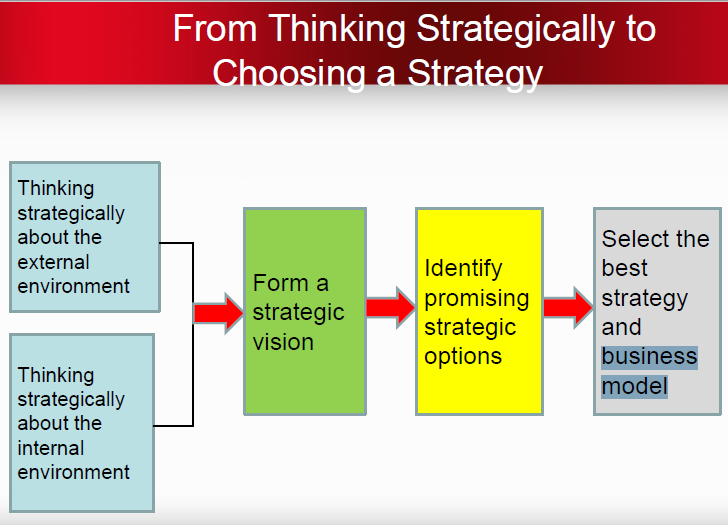 From Thinking Strategically to
Choosing a Strategy
Thinking
strategically
about the
external
environment
Thinking
strategically
about the
internal
environment
Form a
strategic
vision
Identify
promising
strategic
options
Select the
best
strategy
and
business
model